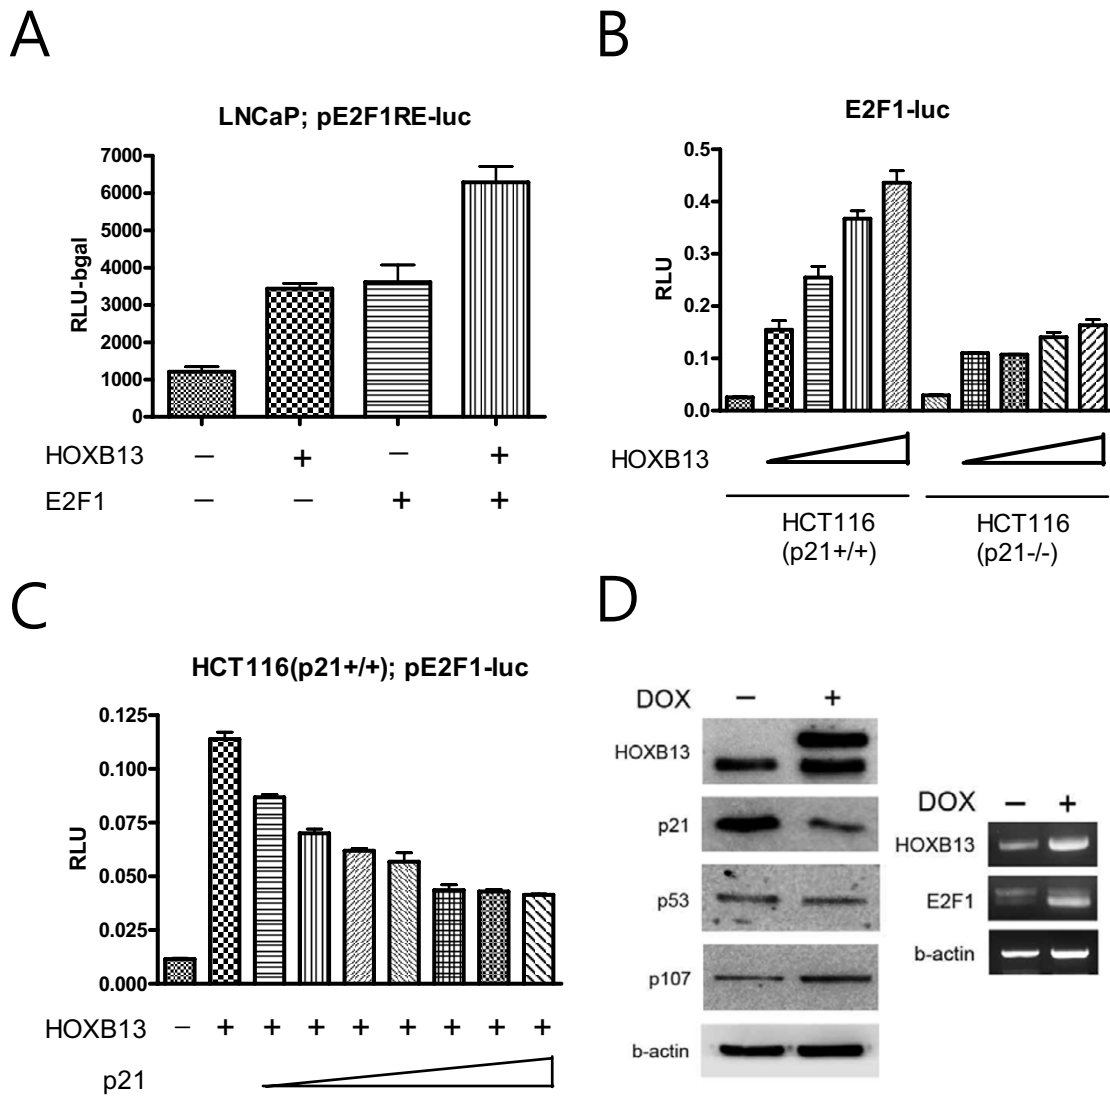 A
LNCaP; pE2F1RE-luc
RLU-bgal
7000
6000
5000
4000
3000
2000
1000
0
HOXB13 – + – +
E2F1 – – + +
B
E2F1-luc
RLU
0.5
0.4
0.3
0.2
0.1
0.0
HOXB13
HCT116 HCT116
(p21+/+) (p21-/-)
C
HCT116(p21+/+); pE2F1-luc
RLU
0.125
0.100
0.075
0.050
0.025
0.000
HOXB13 – + + + + + + + +
p21
D
DOX – +
HOXB13
p21
p53
p107
b-actin
DOX – +
HOXB13
E2F1
b-actin